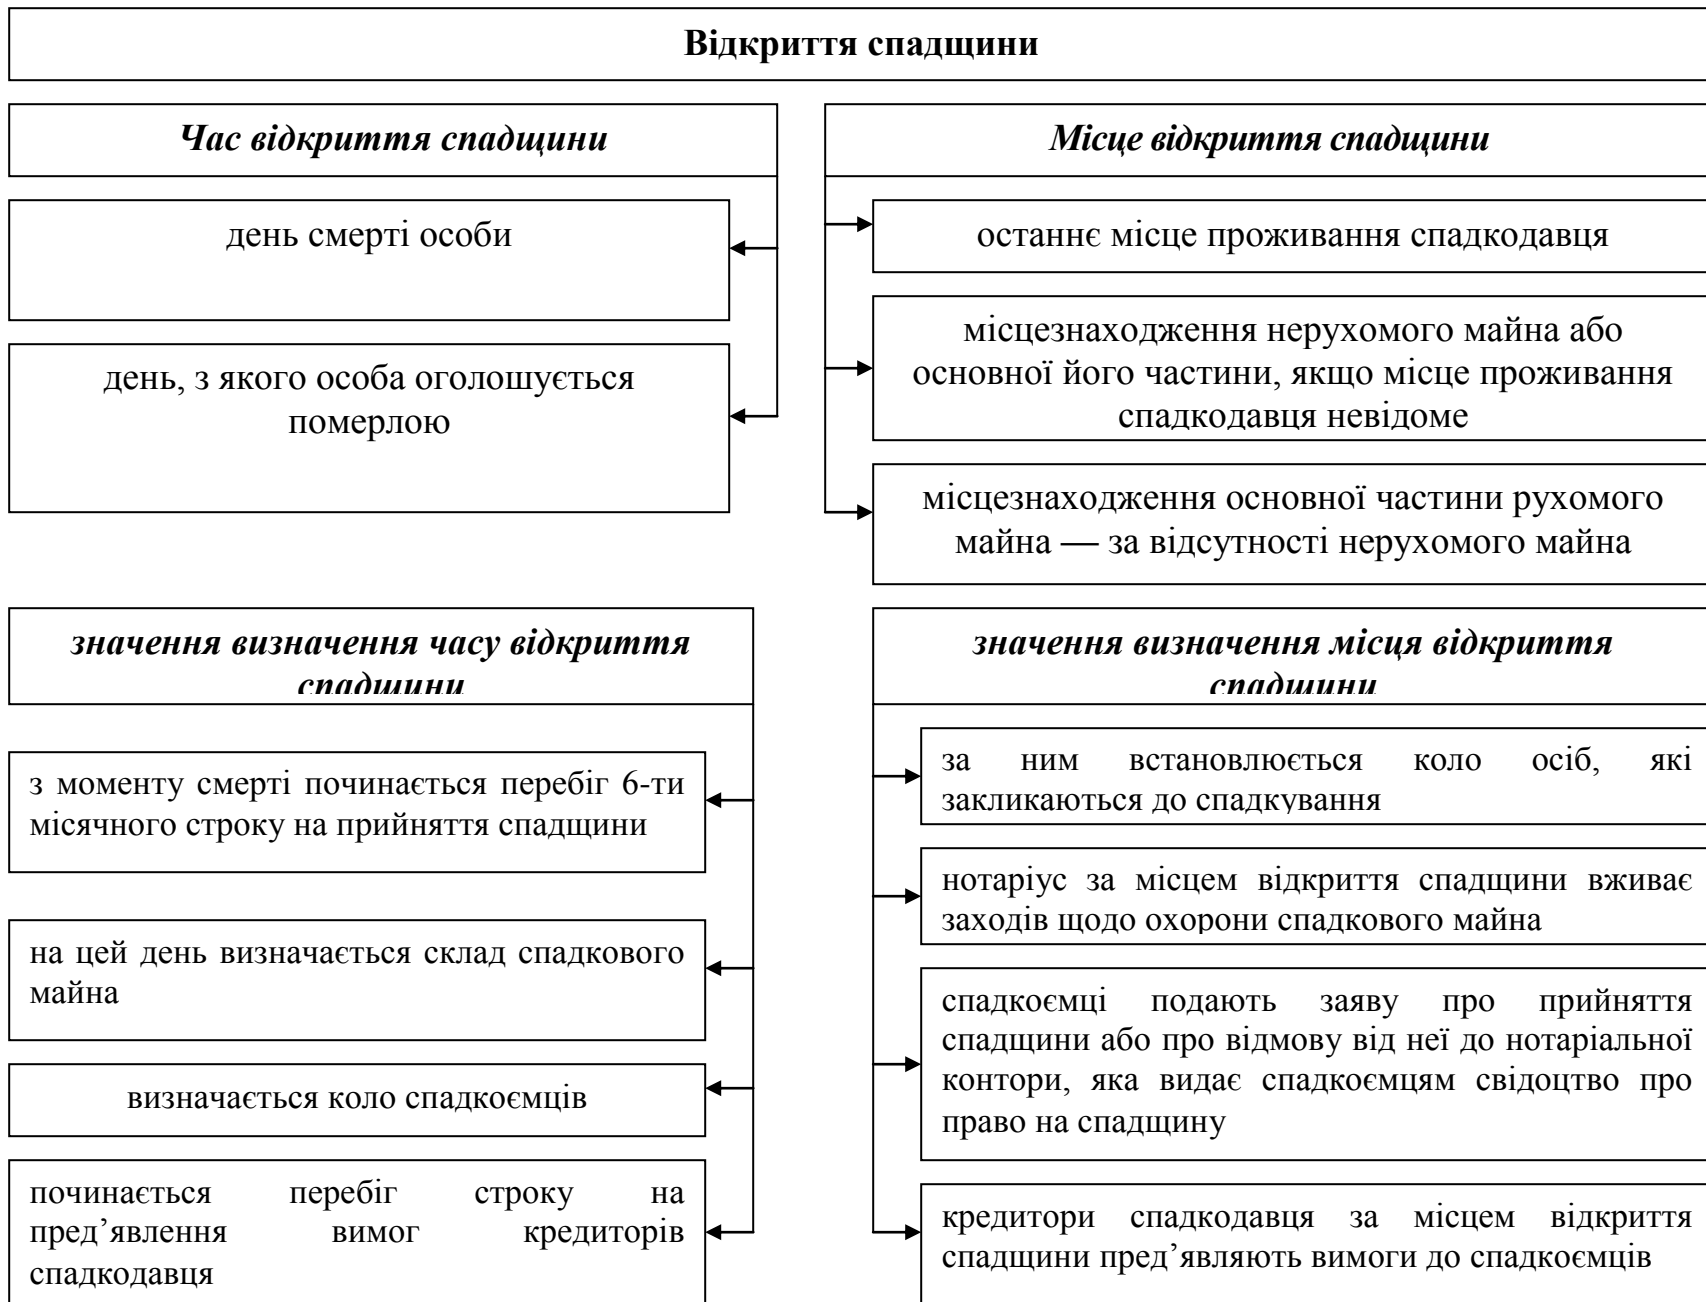 Відкриття спадщини
Час відкриття спадщини
день смерті особи
день, з якого особа оголошується
померлою
Місце відкриття спадщини
останнє місце проживання спадкодавця
місцезнаходження нерухомого майна або
основної його частини, якщо місце проживання
спадкодавця невідоме
місцезнаходження основної частини рухомого
майна — за відсутності нерухомого майна
значення визначення часу відкриття
спадщини
з моменту смерті починається перебіг 6-ти
місячного строку на прийняття спадщини
на цей день визначається склад спадкового
майна
визначається коло спадкоємців
починається перебіг строку на
пред’явлення вимог кредиторів
спадкодавця
значення визначення місця відкриття
спадщини
за ним встановлюється коло осіб, які
закликаються до спадкування
нотаріус за місцем відкриття спадщини вживає
заходів щодо охорони спадкового майна
спадкоємці подають заяву про прийняття
спадщини або про відмову від неї до нотаріальної
контори, яка видає спадкоємцям свідоцтво про
право на спадщину
кредитори спадкодавця за місцем відкриття
спадщини пред’являють вимоги до спадкоємців